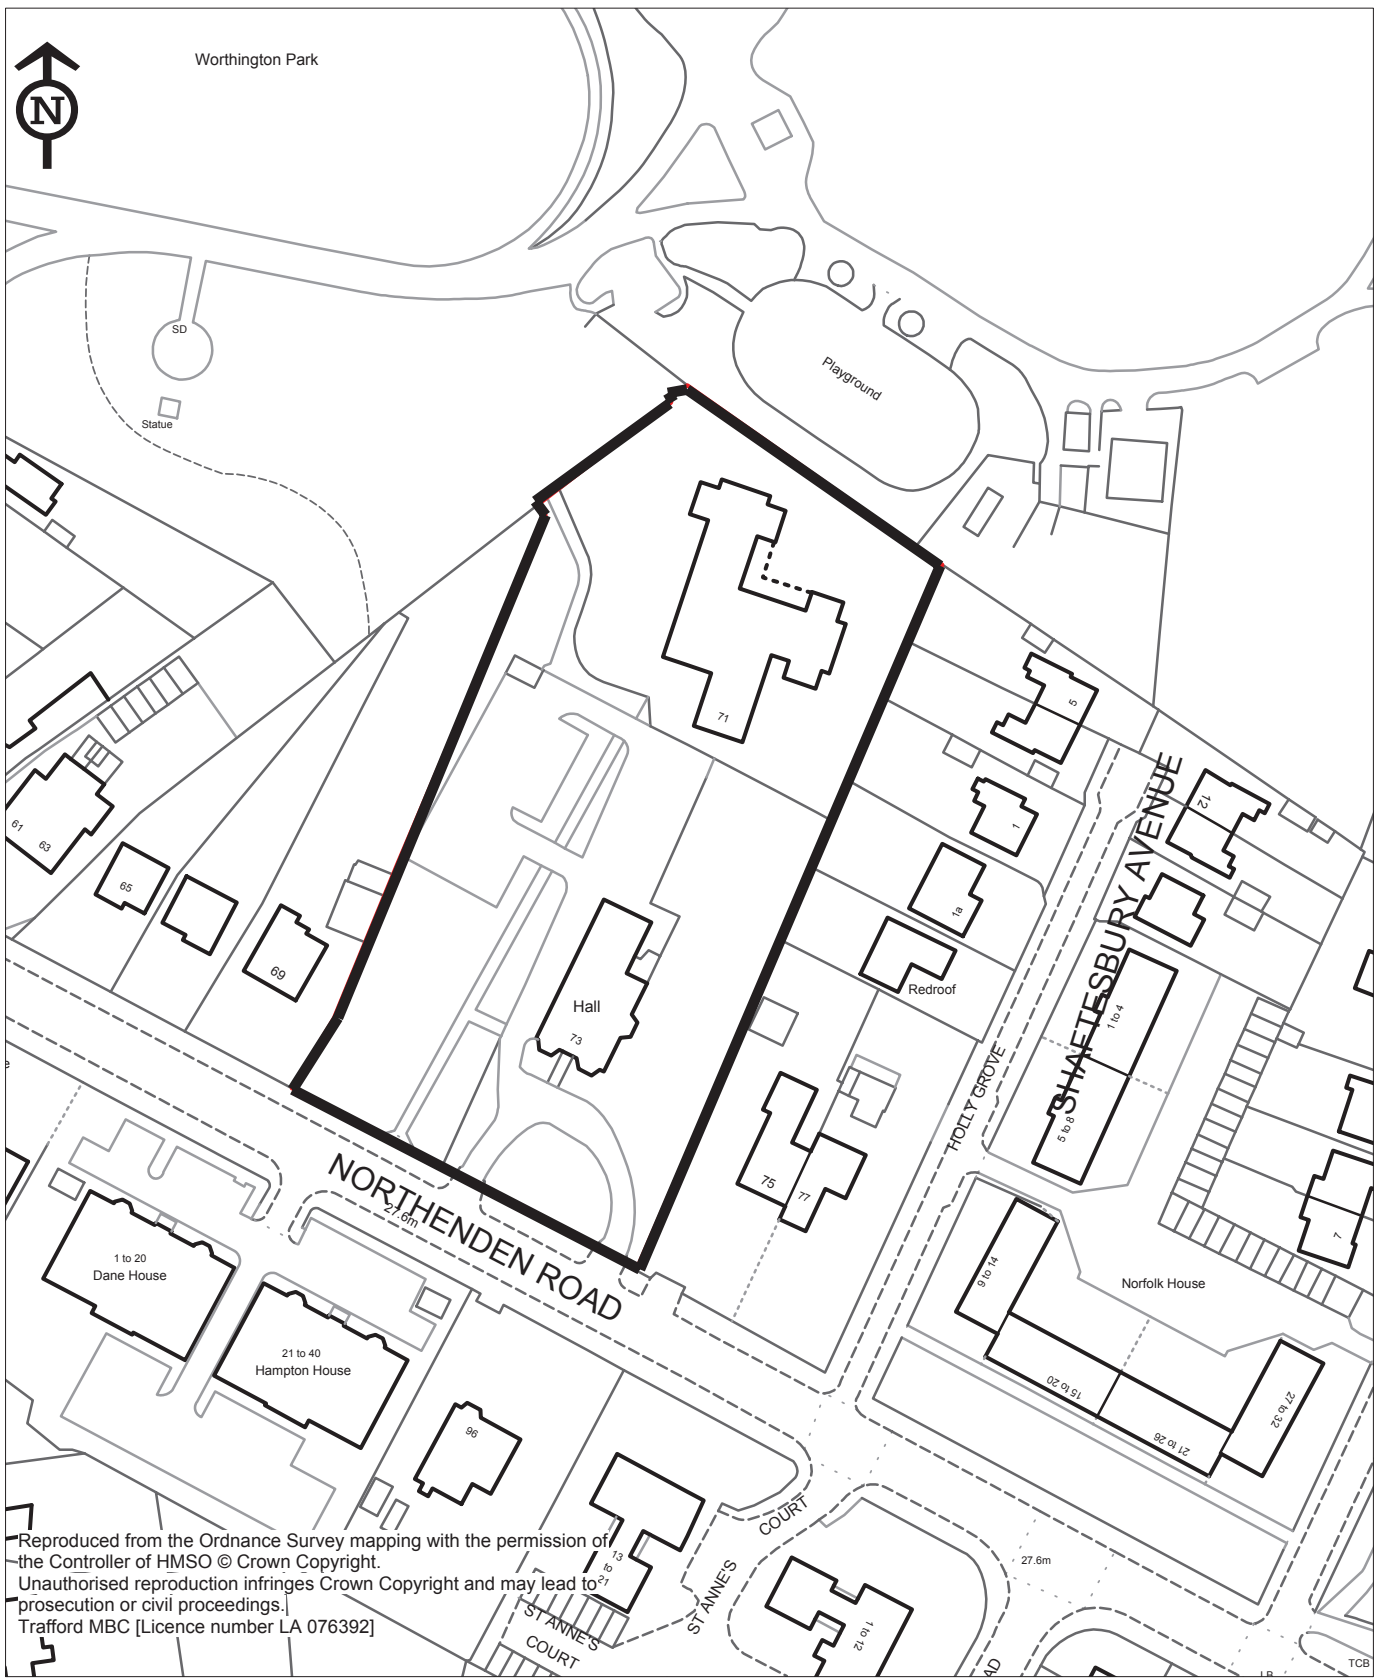 Worthington Park
N
SD
Statue
Playground
71
5
12
1
1a
Redroof
SHAFTESBURY AVENUE
61
63
65
69
Hall
73
1 to 4
5 to 8
HOLLY GROVE
75
77
7
NORTHENDEN ROAD
27.6m
1 to 20
Dane House
21 to 40
Hampton House
9 to 14
Norfolk House
15 to 20
21 to 26
27 to 32
96
COURT
ST ANNE'S
13
to
21
27.6m
ST ANNE'S
COURT
1 to 12
AD
LB
TCB
Reproduced from the Ordnance Survey mapping with the permission of
the Controller of HMSO © Crown Copyright.
Unauthorised reproduction infringes Crown Copyright and may lead to
prosecution or civil proceedings.
Trafford MBC [Licence number LA 076392]